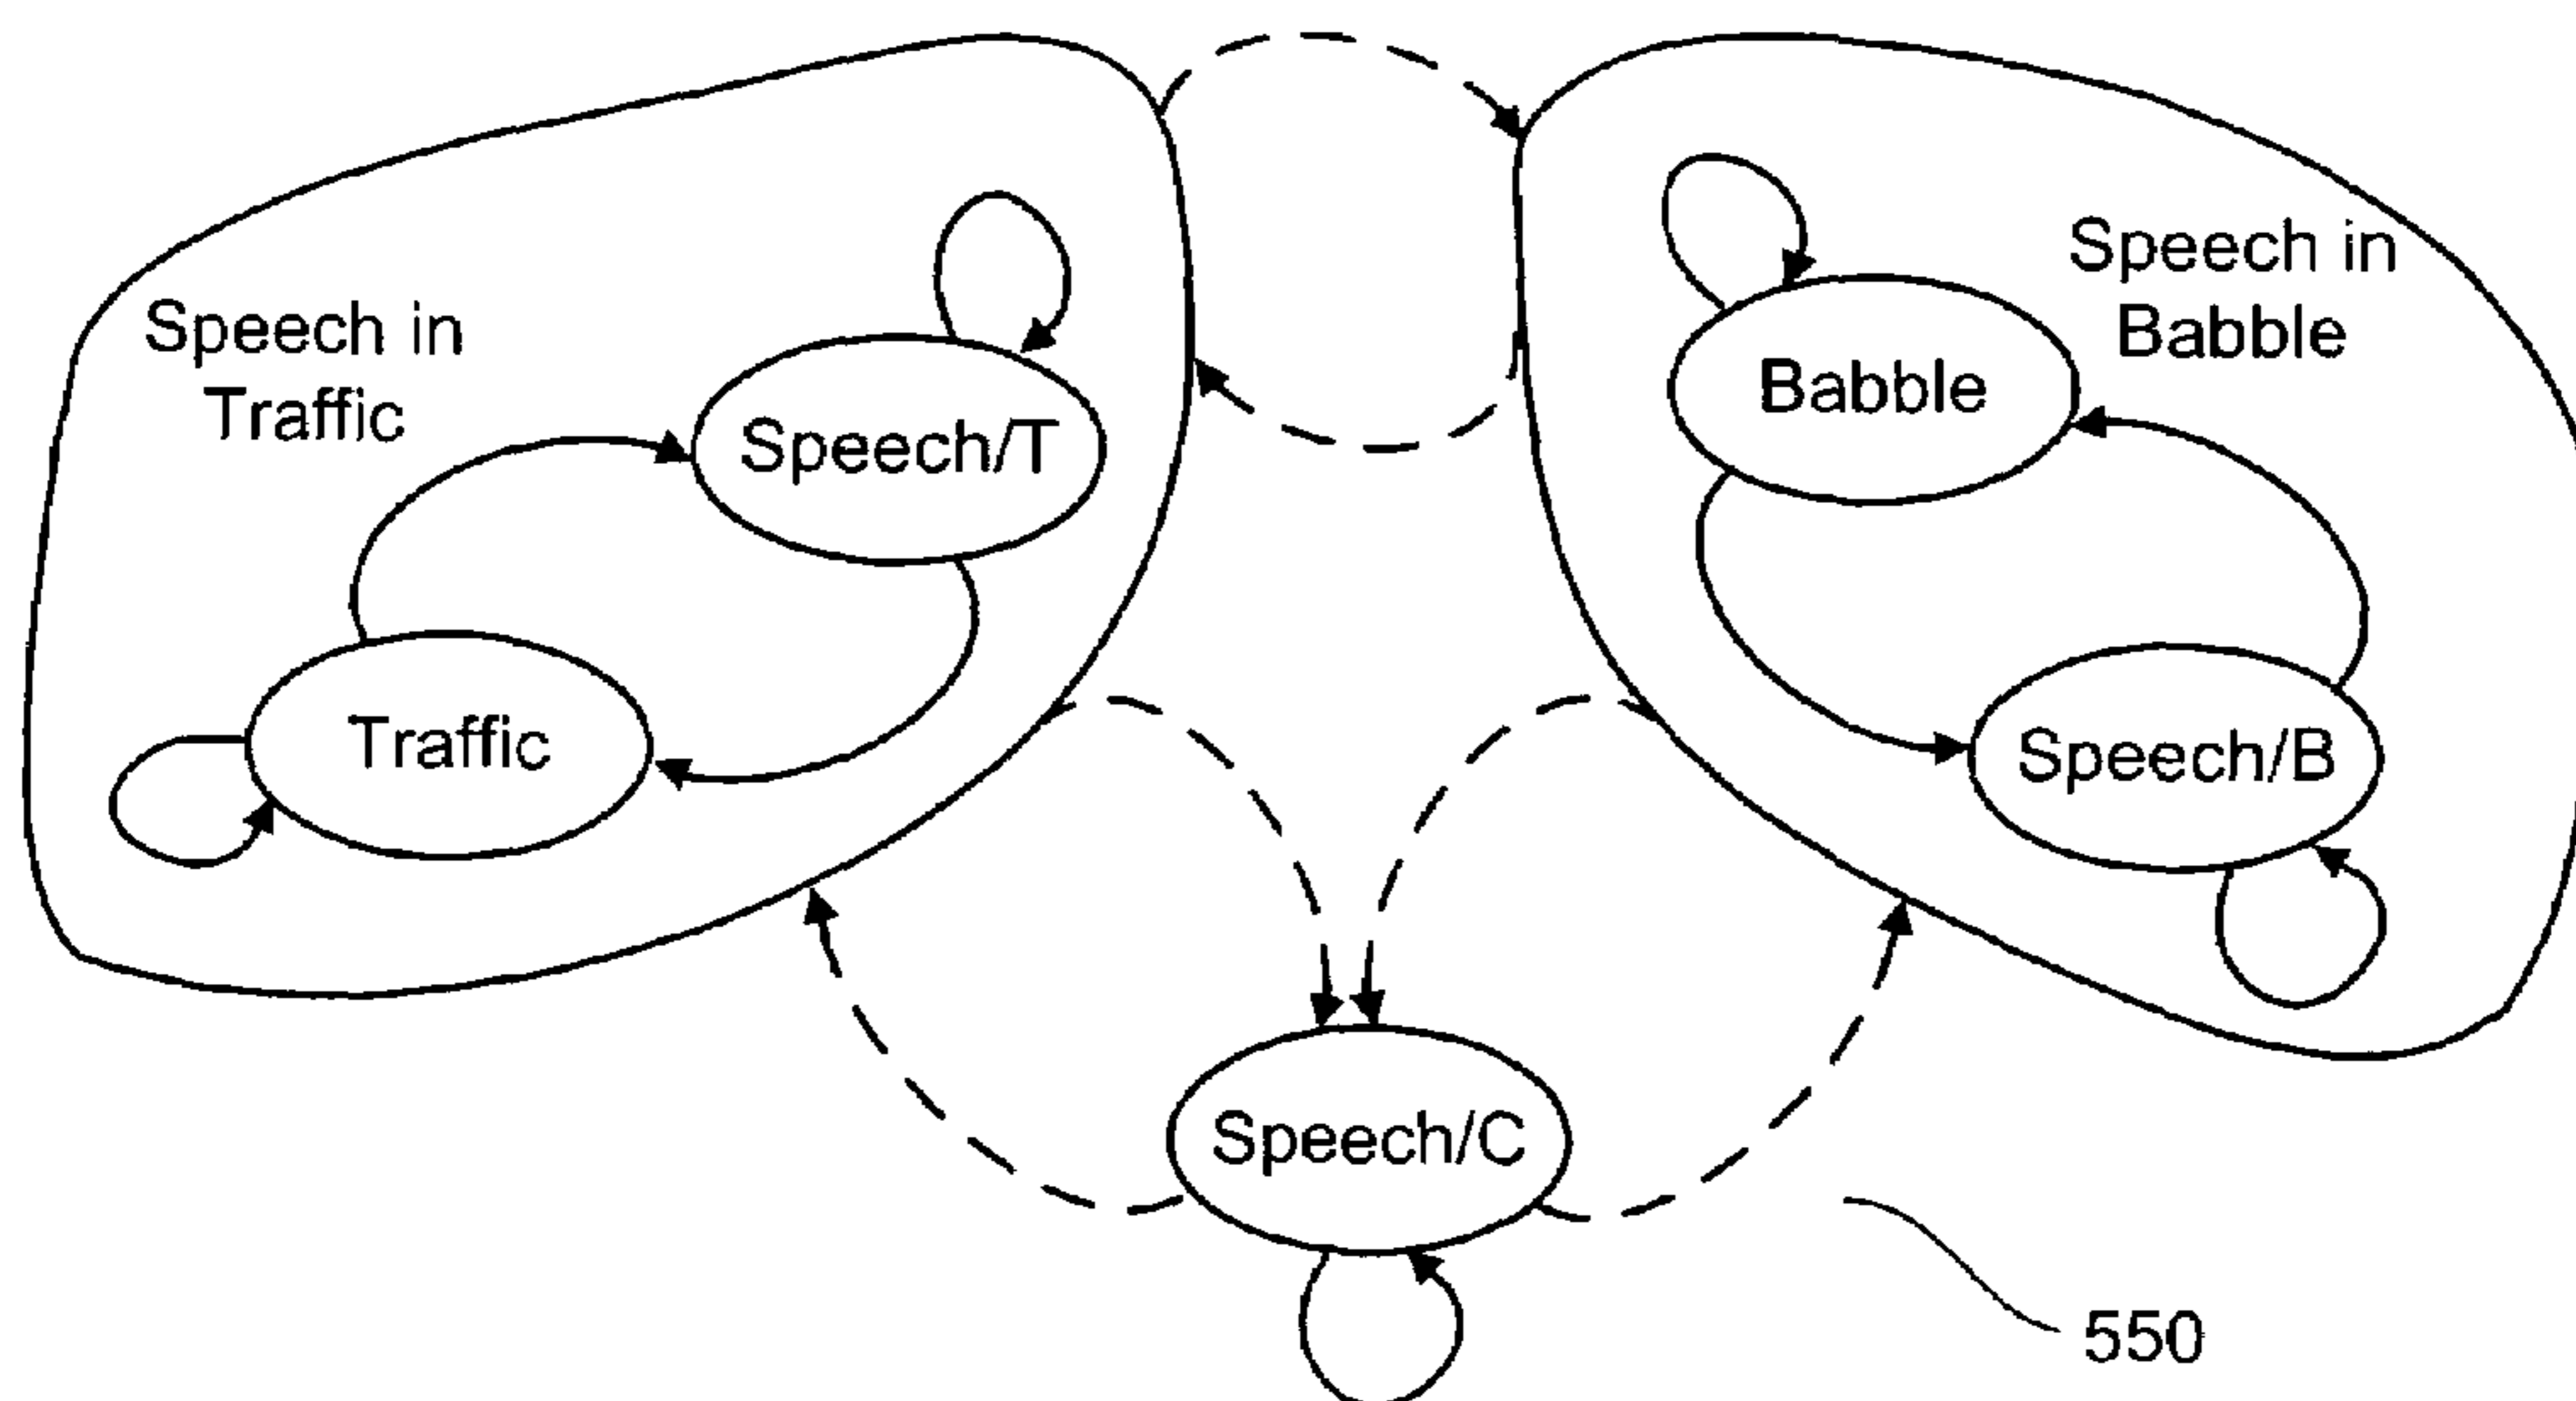 Speech in
Traffic
Speech/T
Traffic
Speech in
Babble
Babble
Speech/B
Speech/C
550